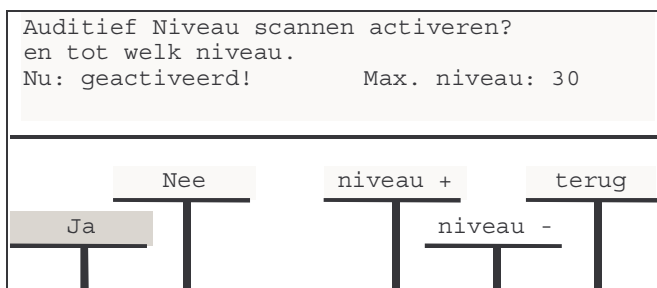 Auditief Niveau scannen activeren?
en tot welk niveau.
Nu: geactiveerd! Max. niveau: 30
Nee niveau + terug
Ja niveau -